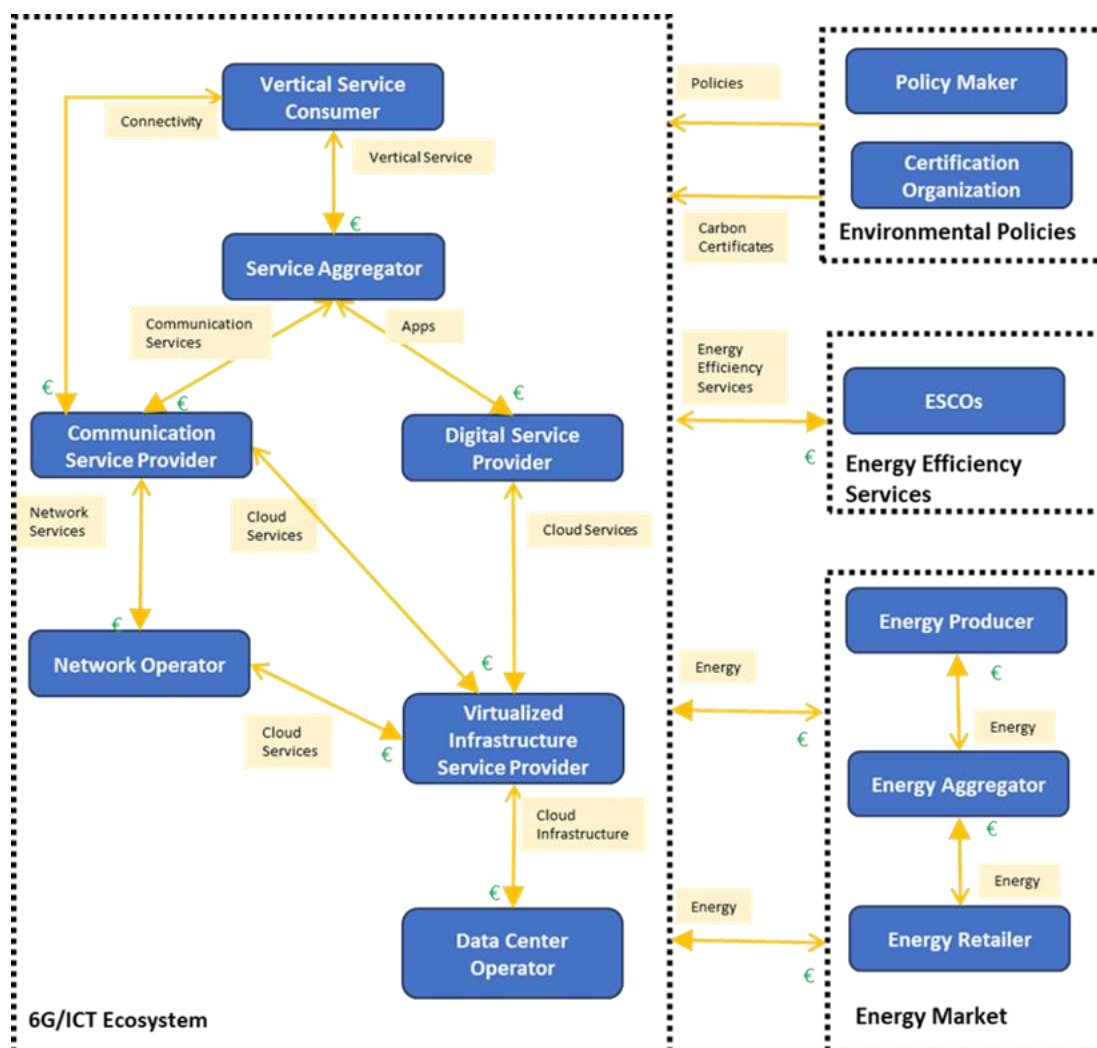 Vertical Service
Consumer
Connectivity
Vertical Service
€
Service Aggregator
Communication
Services
Apps
€
€
€
Communication
Service Provider
Digital Service
Provider
Network
Services
Cloud
Services
Cloud Services
€
Network Operator
€
Cloud
Services
€
Virtualized
Infrastructure
Service Provider
Cloud
Infrastructure
€
Data Center
Operator
6G/ICT Ecosystem
Policies
Carbon
Certificates
Policy Maker
Certification
Organization
Environmental Policies
Energy
Efficiency
Services
€
ESCOs
Energy Efficiency
Services
Energy
€
Energy
€
Energy Producer
€
Energy
Energy Aggregator
€
Energy
Energy Retailer
Energy Market